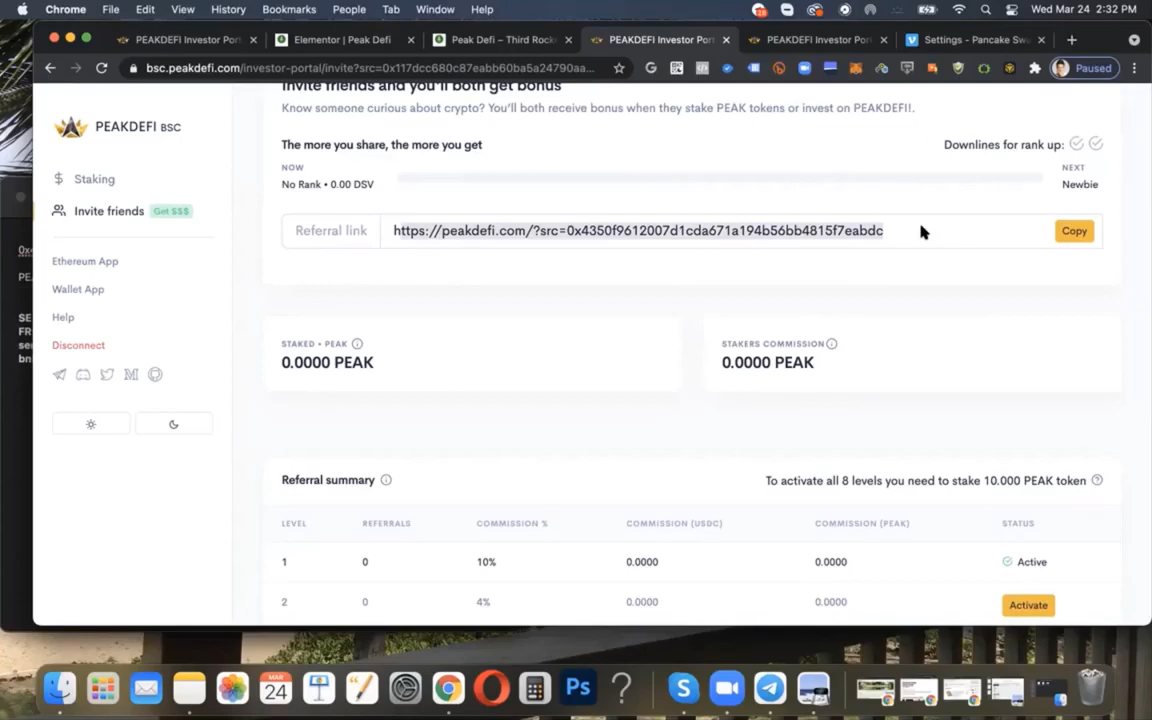 Chrome File Edit View History Bookmarks People Tab Window Help Wed Mar 24 2:32 PM
PEAKDEFI Investor Port Elementor | Peak Defi Peak Defi – Third Rock PEAKDEFI Investor Port PEAKDEFI Investor Port Settings - Pancake Sw
bsc.peakdefi.com/investor-portal/invite?src=0x117dcc680c87eabb60ba5a24790aa... Paused
Invite friends and you'll both get bonus
Know someone curious about crypto? You'll both receive bonus when they stake PEAK tokens or invest on PEAKDEFI!.
PEAKDEFI BSC
The more you share, the more you get Downlines for rank up:
NOW NEXT
No Rank • 0.00 DSV Newbie
Staking
Invite friends Get $$$
Referral link https://peakdefi.com/?src=0x4350f9612007d1cda671a194b56bb4815f7eabdc Copy
Ethereum App
Wallet App
Help
Disconnect
STAKED • PEAK STAKERS COMMISSION
0.0000 PEAK 0.0000 PEAK
Referral summary To activate all 8 levels you need to stake 10.000 PEAK token
LEVEL REFERRALS COMMISSION % COMMISSION (USDC) COMMISSION (PEAK) STATUS
1 0 10% 0.0000 0.0000 Active
2 0 4% 0.0000 0.0000 Activate
MAR
24
Ps